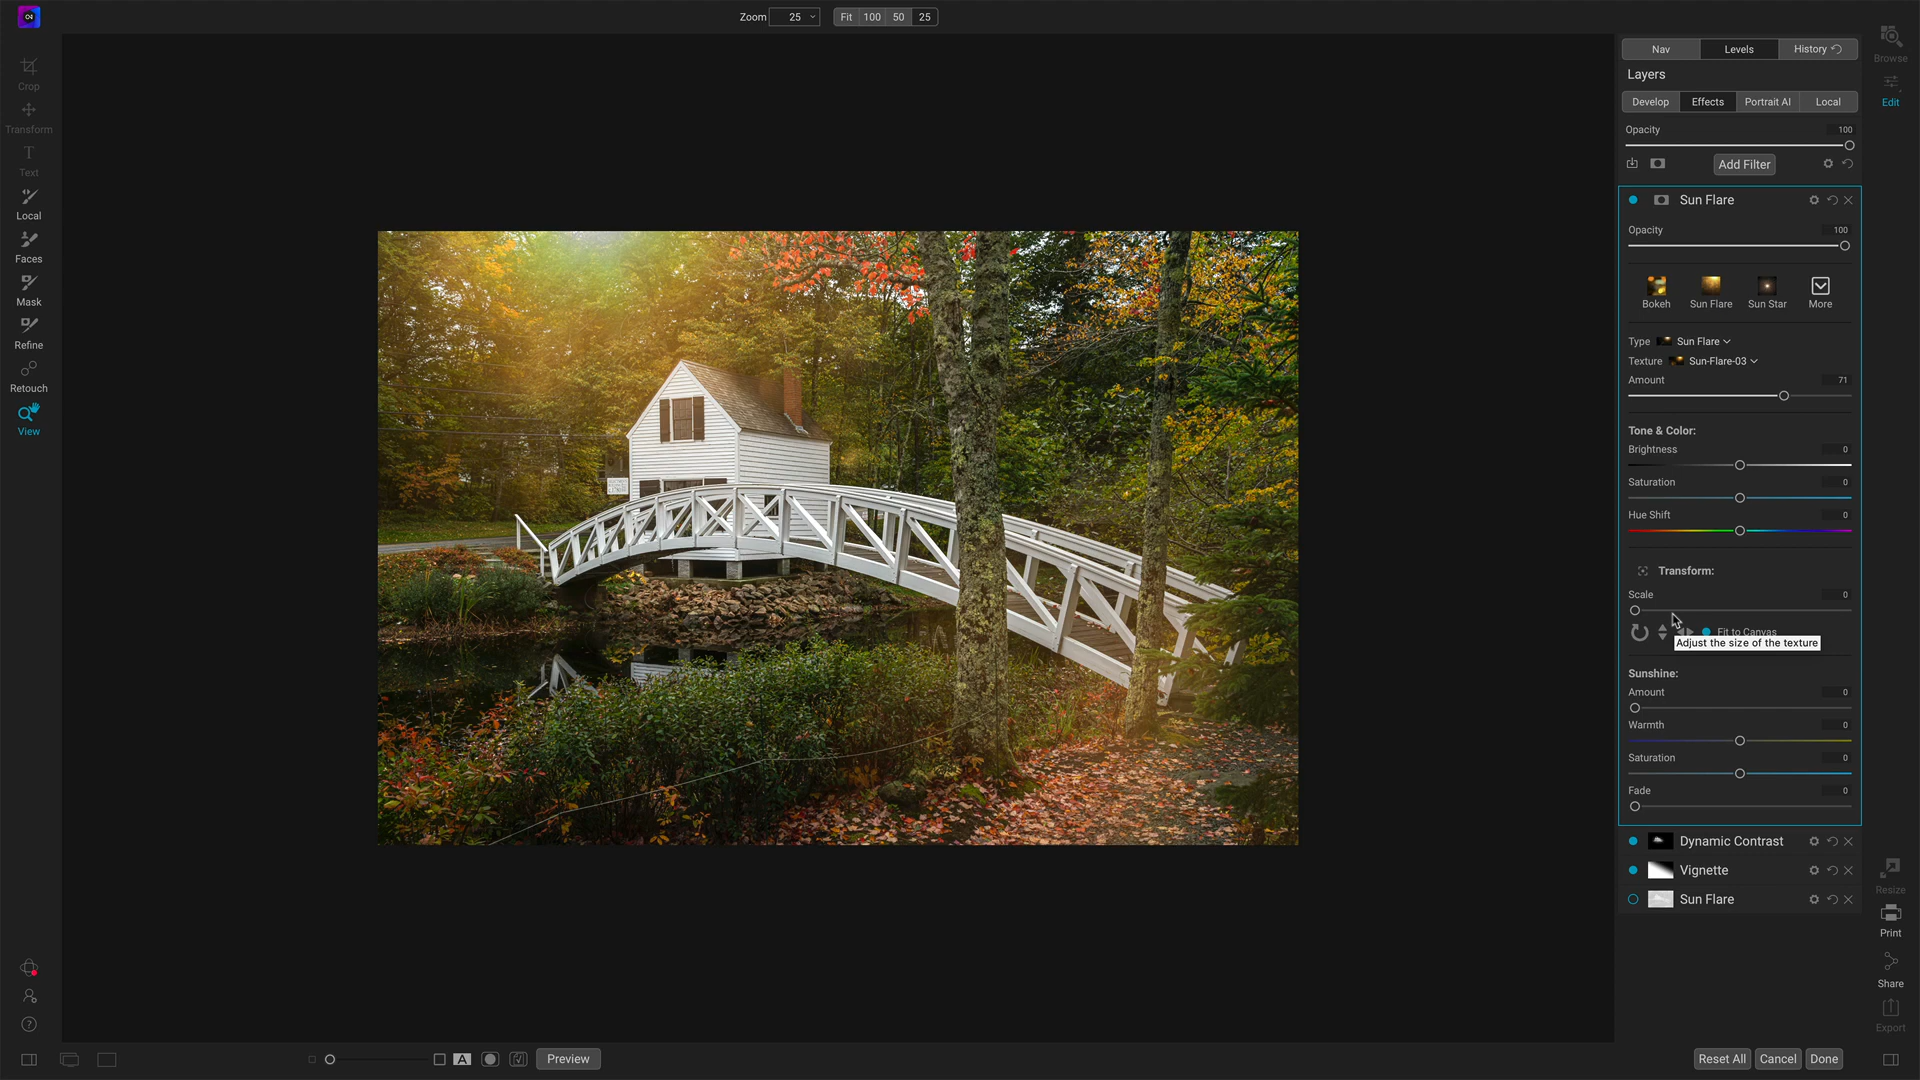 Zoom 25 Fit 100 50 25
Crop
Transform
Text
Local
Faces
Mask
Refine
Retouch
View
Nav Levels History
Layers
Develop Effects Portrait AI Local
Opacity 100
Add Filter
Sun Flare
Opacity 100
Bokeh Sun Flare Sun Star More
Type Sun Flare
Texture Sun-Flare-03
Amount 71
Tone & Color:
Brightness 0
Saturation 0
Hue Shift 0
Transform:
Scale 0
Fit to Canvas
Adjust the size of the texture
Sunshine:
Amount 0
Warmth 0
Saturation 0
Fade 0
Dynamic Contrast
Vignette
Sun Flare
Browse
Edit
Resize
Print
Share
Export
A Preview
Reset All Cancel Done